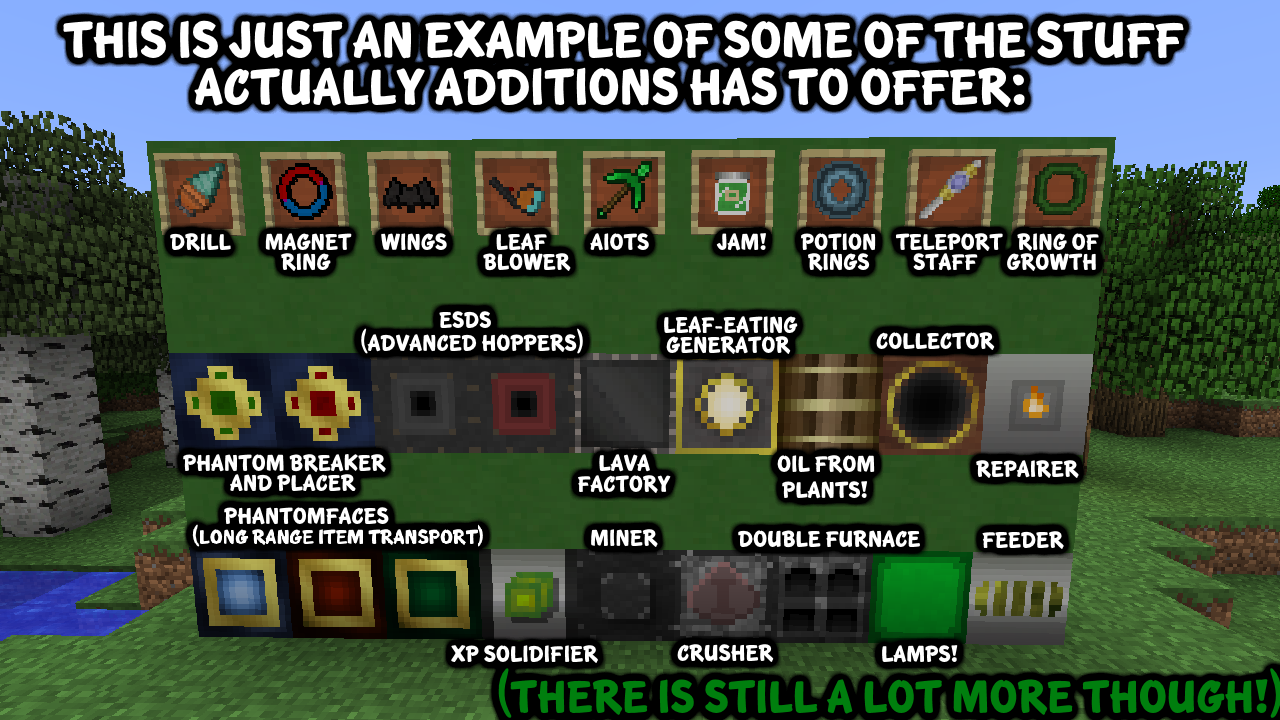 THIS IS JUST AN EXAMPLE OF SOME OF THE STUFF
ACTUALLY ADDITIONS HAS TO OFFER:
DRILL
MAGNET
RING
WINGS
LEAF
BLOWER
AIOTS
JAM!
POTION
RINGS
TELEPORT
STAFF
RING OF
GROWTH
ESDS
(ADVANCED HOPPERS)
LEAF-EATING
GENERATOR
COLLECTOR
PHANTOM BREAKER
AND PLACER
LAVA
FACTORY
OIL FROM
PLANTS!
REPAIRER
PHANTOMFACES
(LONG RANGE ITEM TRANSPORT)
MINER
DOUBLE FURNACE
FEEDER
XP SOLIDIFIER
CRUSHER
LAMPS!
(THERE IS STILL A LOT MORE THOUGH!)